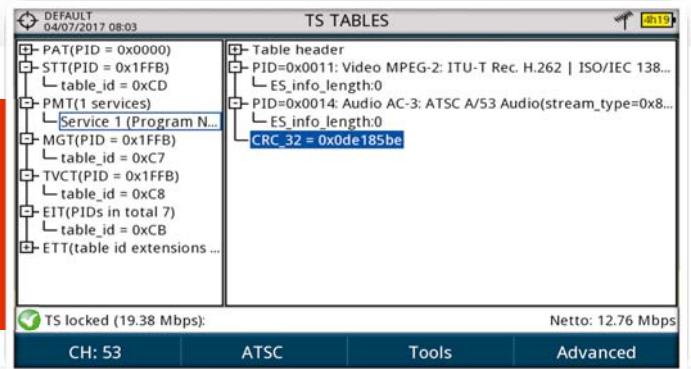 DEFAULT
04/07/2017 08:03
TS TABLES
4h19
PAT(PID = 0x0000)
STT(PID = 0x1FFB)
table_id = 0xCD
PMT(1 services)
Service 1 (Program N...
MGT(PID = 0x1FFB)
table_id = 0xC7
TVCT(PID = 0x1FFB)
table_id = 0xC8
EIT(PIDs in total 7)
table_id = 0xCB
ETT(table id extensions ...
Table header
PID=0x0011: Video MPEG-2: ITU-T Rec. H.262 | ISO/IEC 138...
ES_info_length:0
PID=0x0014: Audio AC-3: ATSC A/53 Audio(stream_type=0x8...
ES_info_length:0
CRC_32 = 0x0de185be
TS locked (19.38 Mbps):
Netto: 12.76 Mbps
CH: 53
ATSC
Tools
Advanced